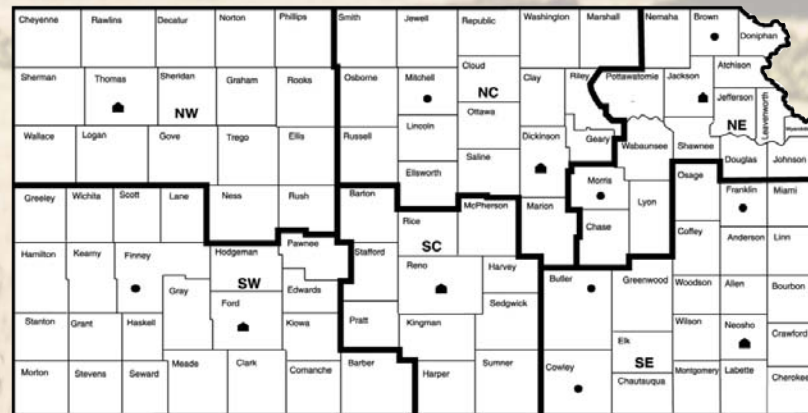 Cheyenne Rawlins Decatur Norton Phillips Smith Jewell Republic Washington Marshall Nemaha Brown Doniphan
Sherman Thomas Sheridan Graham Rooks Osborne Mitchell Cloud Clay Riley Pottawatomie Jackson Atchison
NW NC Jefferson Leavenworth
Ottawa NE
Wallace Logan Gove Trego Ellis Russell Lincoln Dickinson Geary Wabaunsee Shawnee Douglas Johnson
Saline
Ellsworth
Greeley Wichita Scott Lane Ness Rush Barton Rice McPherson Marion Morris Lyon Osage Franklin Miami
Chase
Hamilton Kearny Finney Hodgeman Pawnee Stafford SC Coffey Anderson Linn
SW Reno Harvey Butler Greenwood Woodson Allen Bourbon
Gray Ford Edwards Sedgwick
Stanton Grant Haskell Kiowa Pratt Kingman Wilson Neosho Crawford
Elk
Morton Stevens Seward Meade Clark Comanche Barber Harper Sumner Cowley SE Montgomery Labette Cherokee
Chautauqua